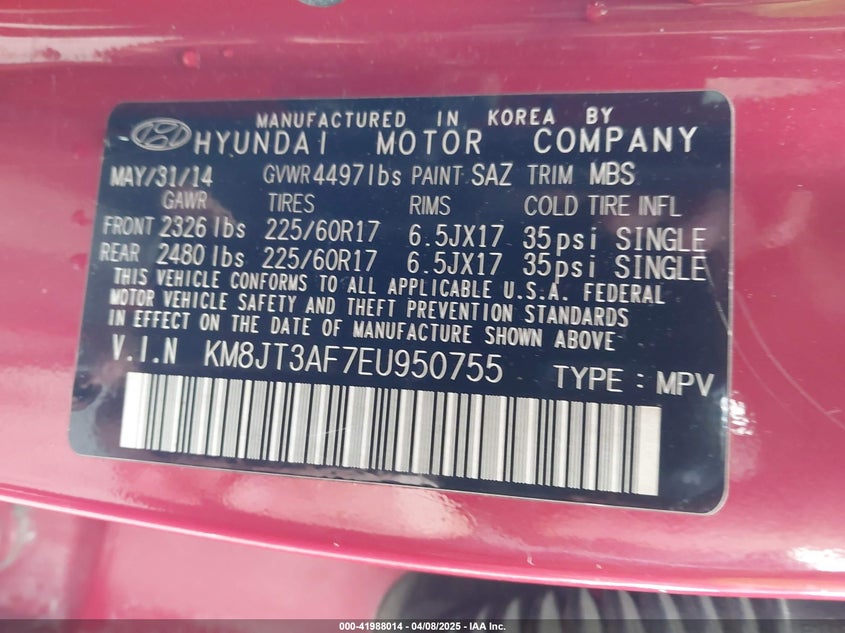 MANUFACTURED IN KOREA BY
HYUNDAI MOTOR COMPANY
MAY/31/14 GVWR 4497lbs PAINT SAZ TRIM MBS
GAWR TIRES RIMS COLD TIRE INFL
FRONT 2326 lbs 225/60R17 6.5JX17 35psi SINGLE
REAR 2480 lbs 225/60R17 6.5JX17 35psi SINGLE
THIS VEHICLE CONFORMS TO ALL APPLICABLE U.S.A. FEDERAL
MOTOR VEHICLE SAFETY AND THEFT PREVENTION STANDARDS
IN EFFECT ON THE DATE OF MANUFACTURE SHOWN ABOVE
V.I.N KM8JT3AF7EU950755 TYPE : MPV
000-41988014 - 04/08/2025 - IAA Inc.